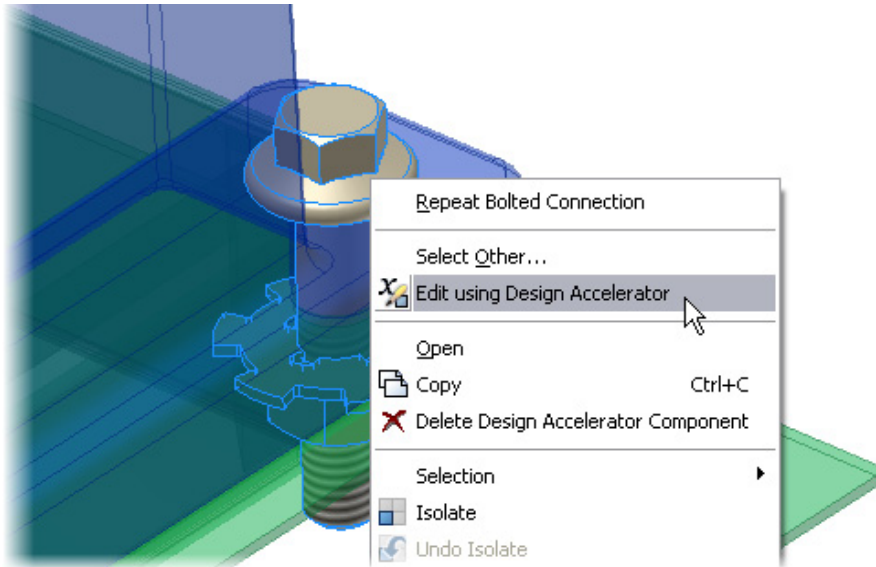 Repeat Bolted Connection
Select Other...
Edit using Design Accelerator
Open
Copy Ctrl+C
Delete Design Accelerator Component
Selection
Isolate
Undo Isolate